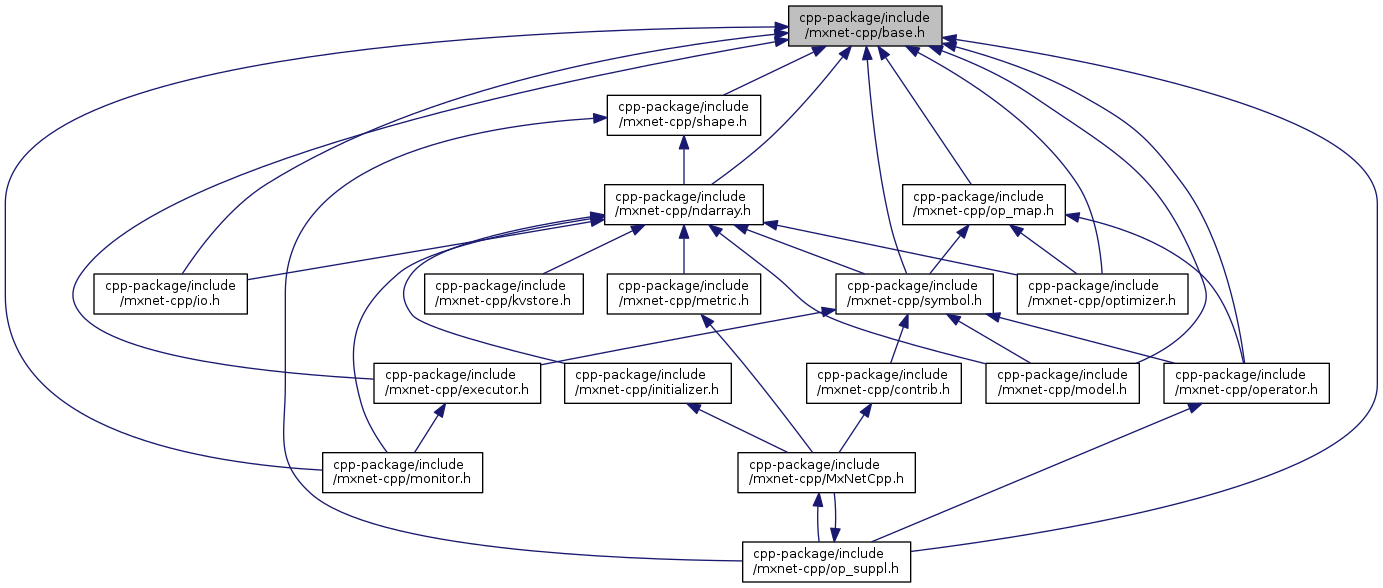 cpp-package/include
/mxnet-cpp/base.h
cpp-package/include
/mxnet-cpp/shape.h
cpp-package/include
/mxnet-cpp/ndarray.h
cpp-package/include
/mxnet-cpp/op_map.h
cpp-package/include
/mxnet-cpp/io.h
cpp-package/include
/mxnet-cpp/kvstore.h
cpp-package/include
/mxnet-cpp/metric.h
cpp-package/include
/mxnet-cpp/symbol.h
cpp-package/include
/mxnet-cpp/optimizer.h
cpp-package/include
/mxnet-cpp/executor.h
cpp-package/include
/mxnet-cpp/initializer.h
cpp-package/include
/mxnet-cpp/contrib.h
cpp-package/include
/mxnet-cpp/model.h
cpp-package/include
/mxnet-cpp/operator.h
cpp-package/include
/mxnet-cpp/monitor.h
cpp-package/include
/mxnet-cpp/MxNetCpp.h
cpp-package/include
/mxnet-cpp/op_suppl.h